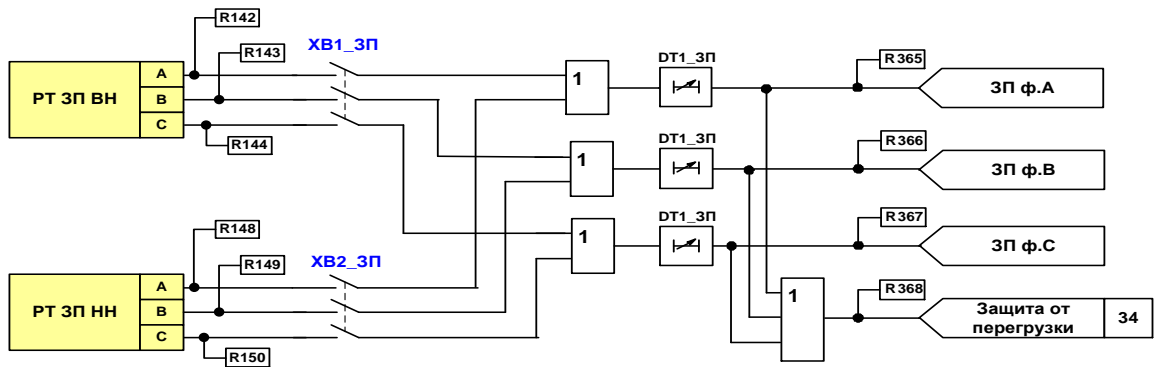 R142
R143
ХВ1_ЗП
РТ ЗП ВН
A
B
C
R144
1
DT1_ЗП
R365
ЗП ф.А
1
DT1_ЗП
R366
ЗП ф.В
1
DT1_ЗП
R367
ЗП ф.С
R148
R149
ХВ2_ЗП
РТ ЗП НН
A
B
C
R150
1
R368
Защита от
перегрузки
34